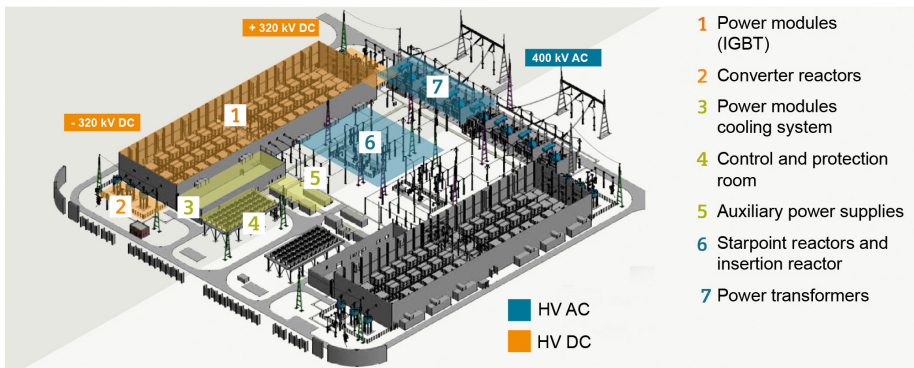 + 320 kV DC
400 kV AC
- 320 kV DC
1
2
3
4
5
6
7
1 Power modules
(IGBT)
2 Converter reactors
3 Power modules
cooling system
4 Control and protection
room
5 Auxiliary power supplies
6 Starpoint reactors and
insertion reactor
7 Power transformers
HV AC
HV DC